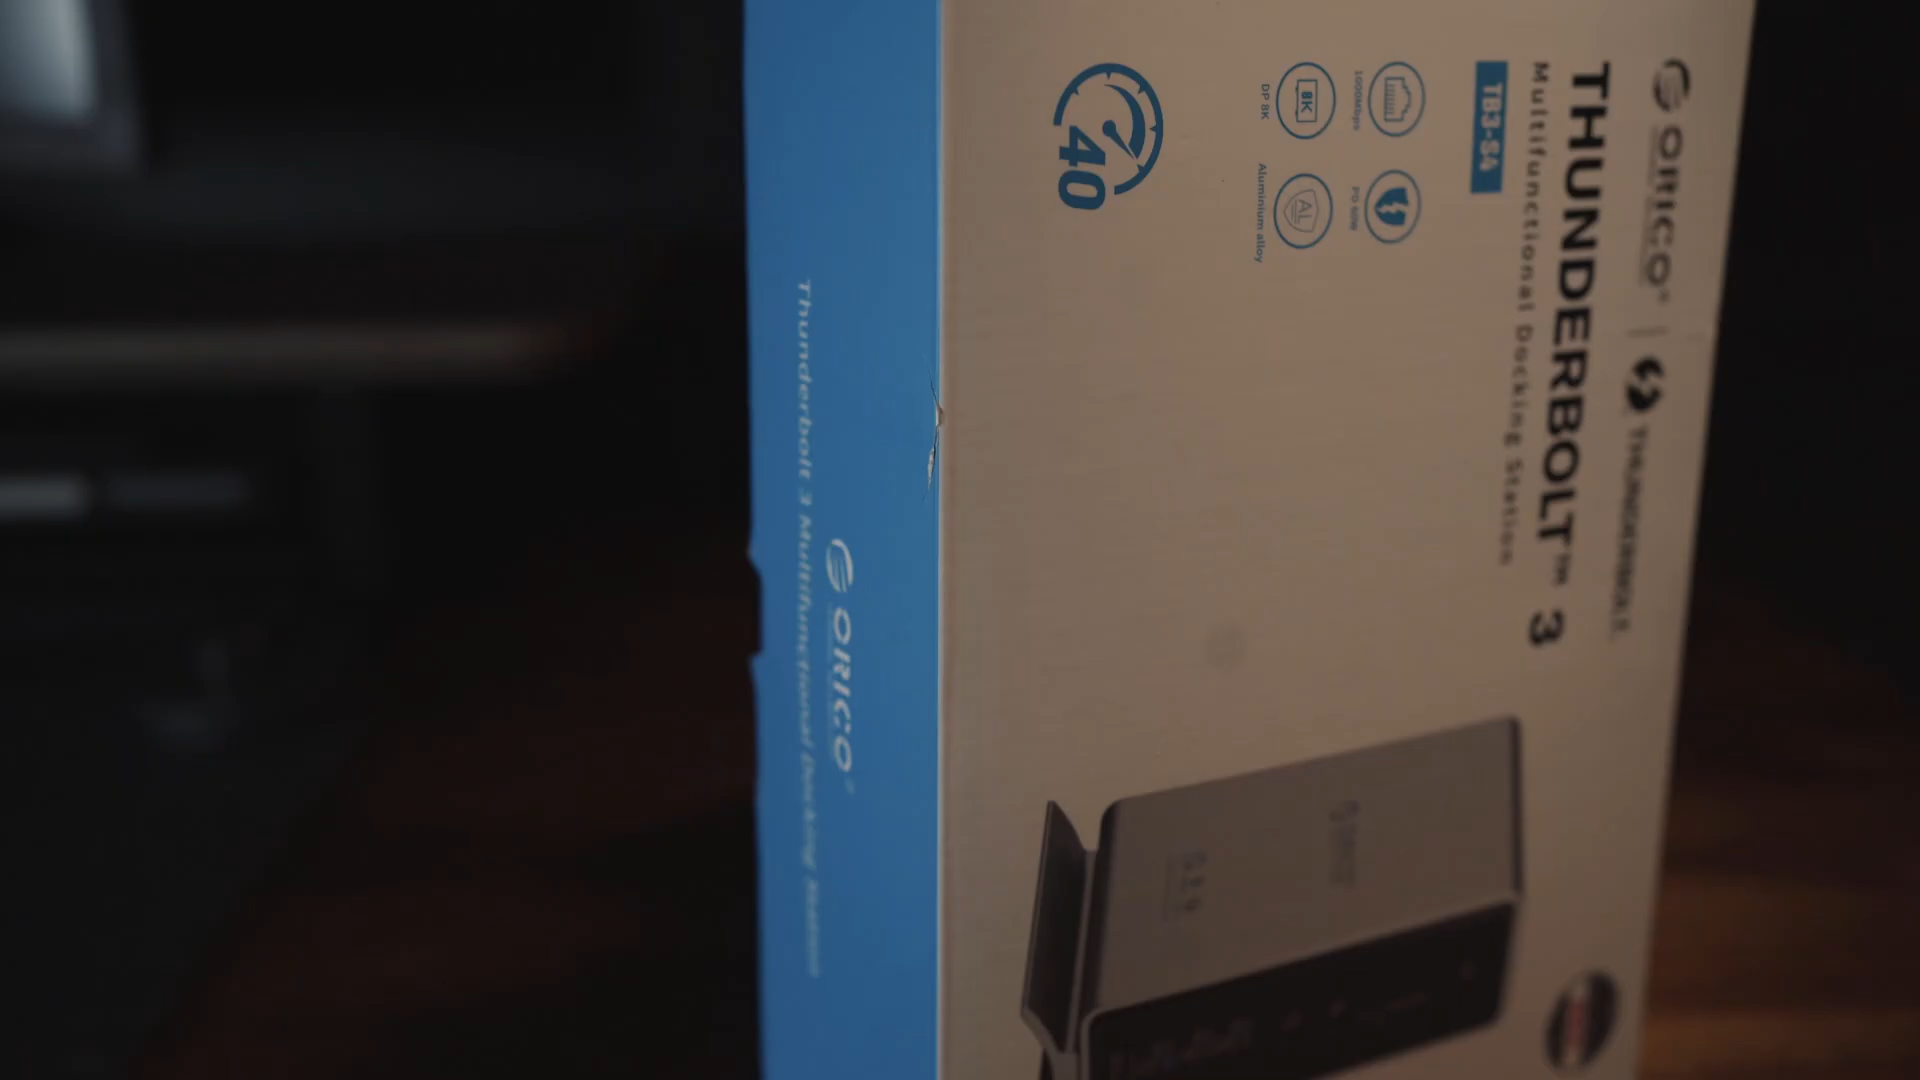 ORICO® | THUNDERBOLT
THUNDERBOLT™ 3
Multifunctional Docking Station
TB3-S4
1000Mbps
PD 60W
8K
DP 8K
AL
Aluminium alloy
40
ORICO®
Thunderbolt 3 Multifunctional Docking Station